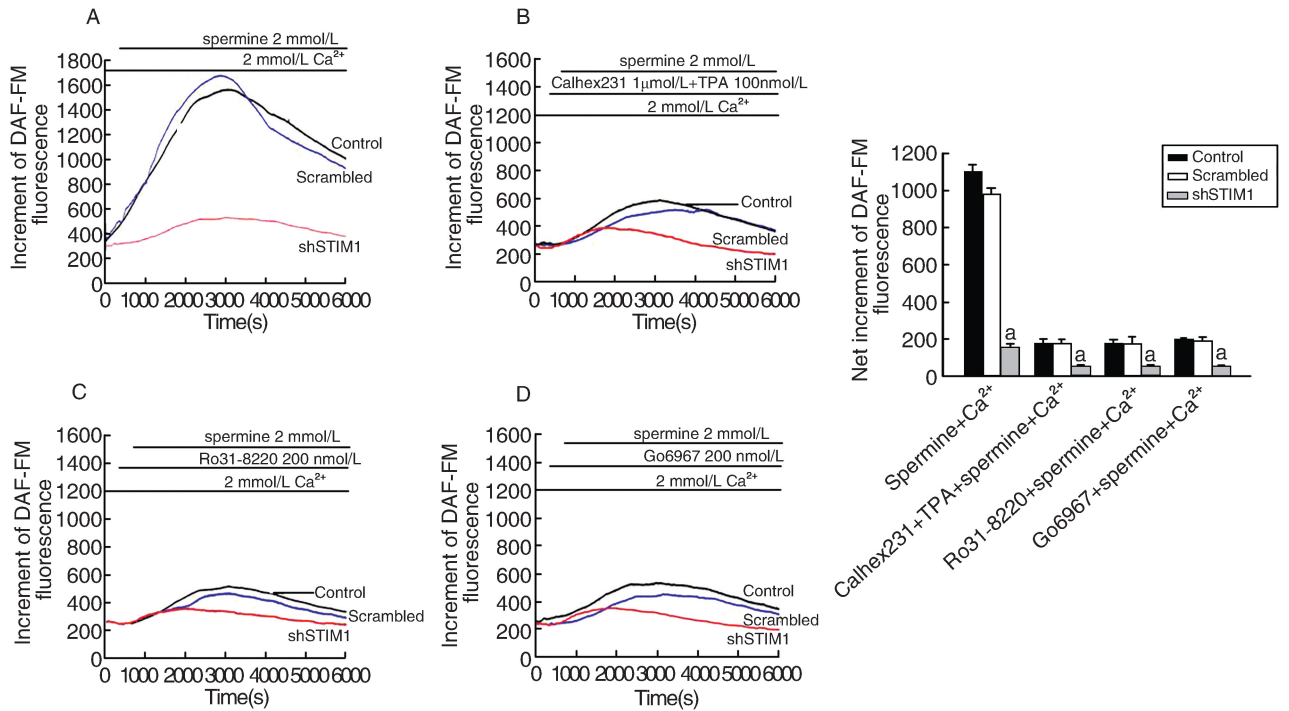 A
spermine 2 mmol/L
2 mmol/L Ca²⁺
1800
1600
1400
1200
1000
800
600
400
200
0
Increment of DAF-FM
fluorescence
Control
Scrambled
shSTIM1
0 1000 2000 3000 4000 5000 6000
Time(s)
B
spermine 2 mmol/L
Calhex231 1μmol/L+TPA 100nmol/L
2 mmol/L Ca²⁺
1600
1400
1200
1000
800
600
400
200
0
Increment of DAF-FM
fluorescence
Control
Scrambled
shSTIM1
0 1000 2000 3000 4000 5000 6000
Time(s)
C
spermine 2 mmol/L
Ro31-8220 200 nmol/L
2 mmol/L Ca²⁺
1600
1400
1200
1000
800
600
400
200
0
Increment of DAF-FM
fluorescence
Control
Scrambled
shSTIM1
0 1000 2000 3000 4000 5000 6000
Time(s)
D
spermine 2 mmol/L
Go6967 200 nmol/L
2 mmol/L Ca²⁺
1600
1400
1200
1000
800
600
400
200
0
Increment of DAF-FM
fluorescence
Control
Scrambled
shSTIM1
0 1000 2000 3000 4000 5000 6000
Time(s)
Control
Scrambled
shSTIM1
1200
1000
800
600
400
200
0
Net increment of DAF-FM
fluorescence
a
a
a
a
Spermine+Ca²⁺
Calhex231+TPA+spermine+Ca²⁺
Ro31-8220+spermine+Ca²⁺
Go6967+spermine+Ca²⁺